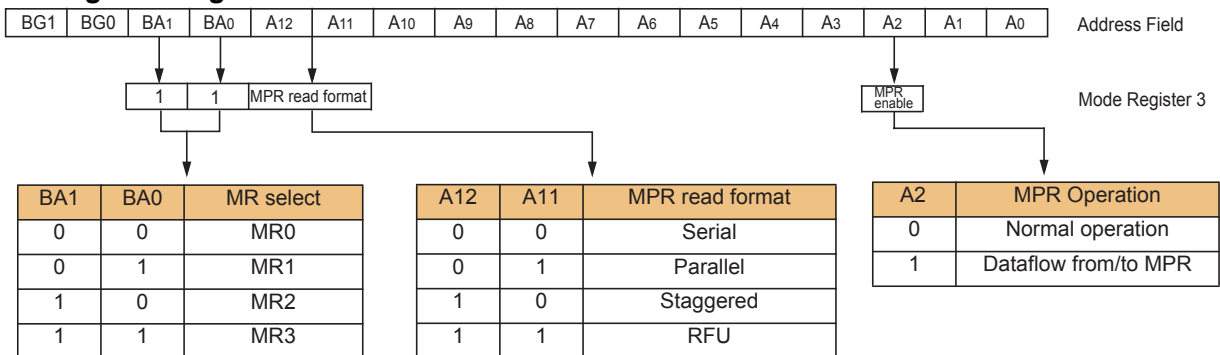 BG1 BG0 BA1 BA0 A12 A11 A10 A9 A8 A7 A6 A5 A4 A3 A2 A1 A0 Address Field
1 1 MPR read format MPR enable Mode Register 3
BA1 BA0 MR select
0 0 MR0
0 1 MR1
1 0 MR2
1 1 MR3
A12 A11 MPR read format
0 0 Serial
0 1 Parallel
1 0 Staggered
1 1 RFU
A2 MPR Operation
0 Normal operation
1 Dataflow from/to MPR